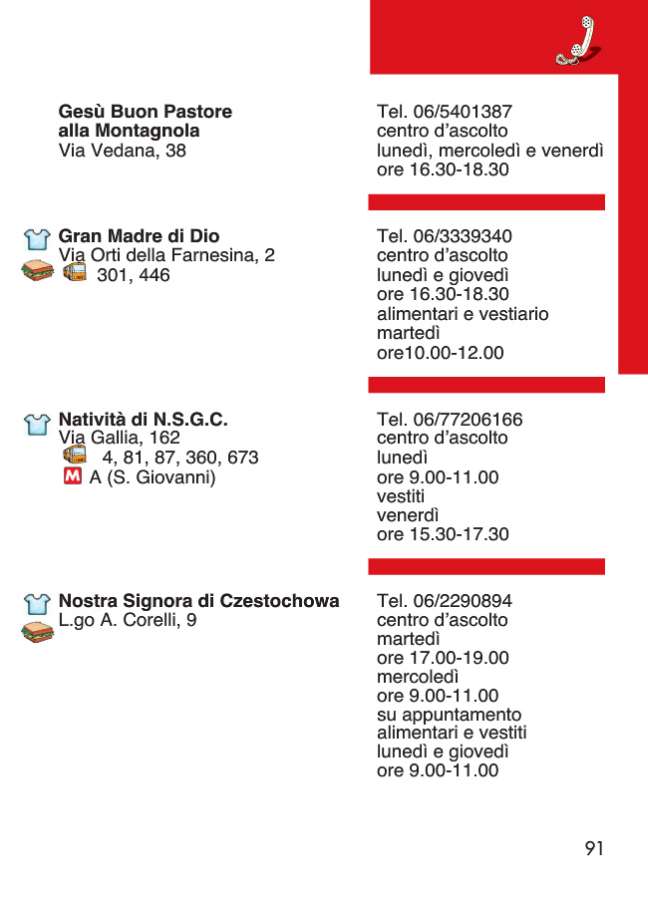 Gesù Buon Pastore
alla Montagnola
Via Vedana, 38
Tel. 06/5401387
centro d'ascolto
lunedì, mercoledì e venerdì
ore 16.30-18.30
Gran Madre di Dio
Via Orti della Farnesina, 2
301, 446
Tel. 06/3339340
centro d'ascolto
lunedì e giovedì
ore 16.30-18.30
alimentari e vestiario
martedì
ore10.00-12.00
Natività di N.S.G.C.
Via Gallia, 162
4, 81, 87, 360, 673
M A (S. Giovanni)
Tel. 06/77206166
centro d'ascolto
lunedì
ore 9.00-11.00
vestiti
venerdì
ore 15.30-17.30
Nostra Signora di Czestochowa
L.go A. Corelli, 9
Tel. 06/2290894
centro d'ascolto
martedì
ore 17.00-19.00
mercoledì
ore 9.00-11.00
su appuntamento
alimentari e vestiti
lunedì e giovedì
ore 9.00-11.00
91